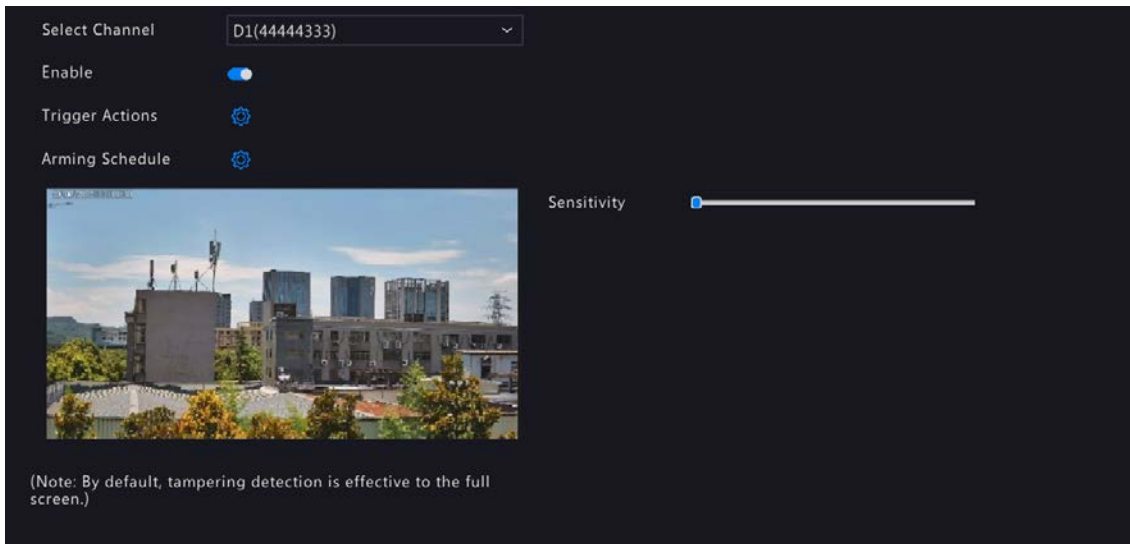 Select Channel
D1(44444333)
Enable
Trigger Actions
Arming Schedule
Sensitivity
(Note: By default, tampering detection is effective to the full
screen.)